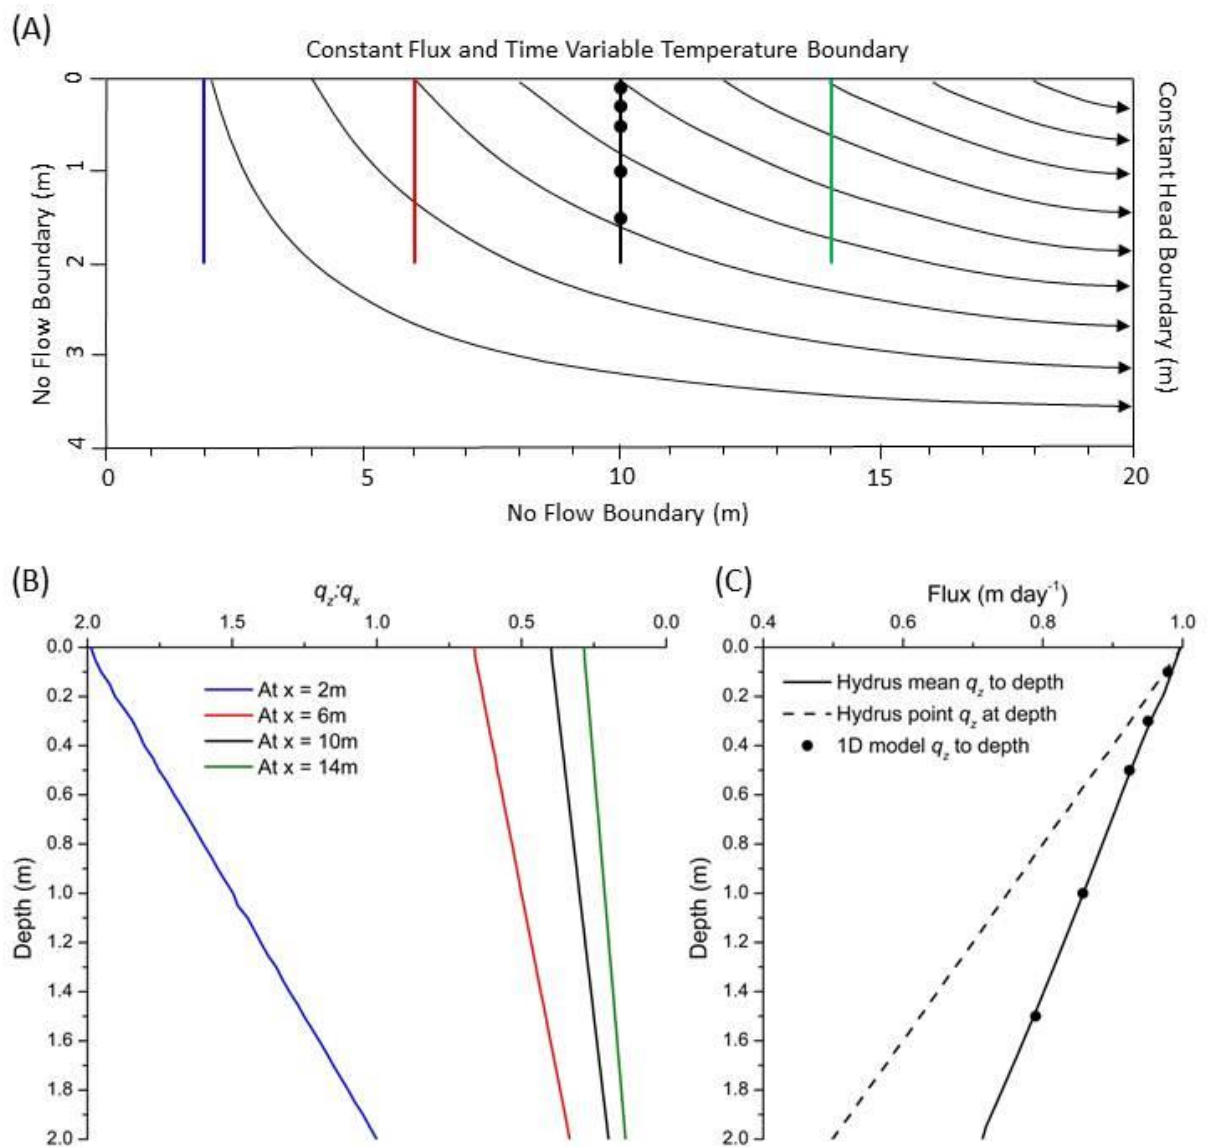 (A)
Constant Flux and Time Variable Temperature Boundary
No Flow Boundary (m)
0
1
2
3
4
Constant Head Boundary (m)
0 5 10 15 20
No Flow Boundary (m)
(B)
qz:qx
2.0 1.5 1.0 0.5 0.0
Depth (m)
0.0
0.2
0.4
0.6
0.8
1.0
1.2
1.4
1.6
1.8
2.0
At x = 2m
At x = 6m
At x = 10m
At x = 14m
(C)
Flux (m day-1)
0.4 0.6 0.8 1.0
Depth (m)
0.0
0.2
0.4
0.6
0.8
1.0
1.2
1.4
1.6
1.8
2.0
Hydrus mean qz to depth
Hydrus point qz at depth
1D model qz to depth